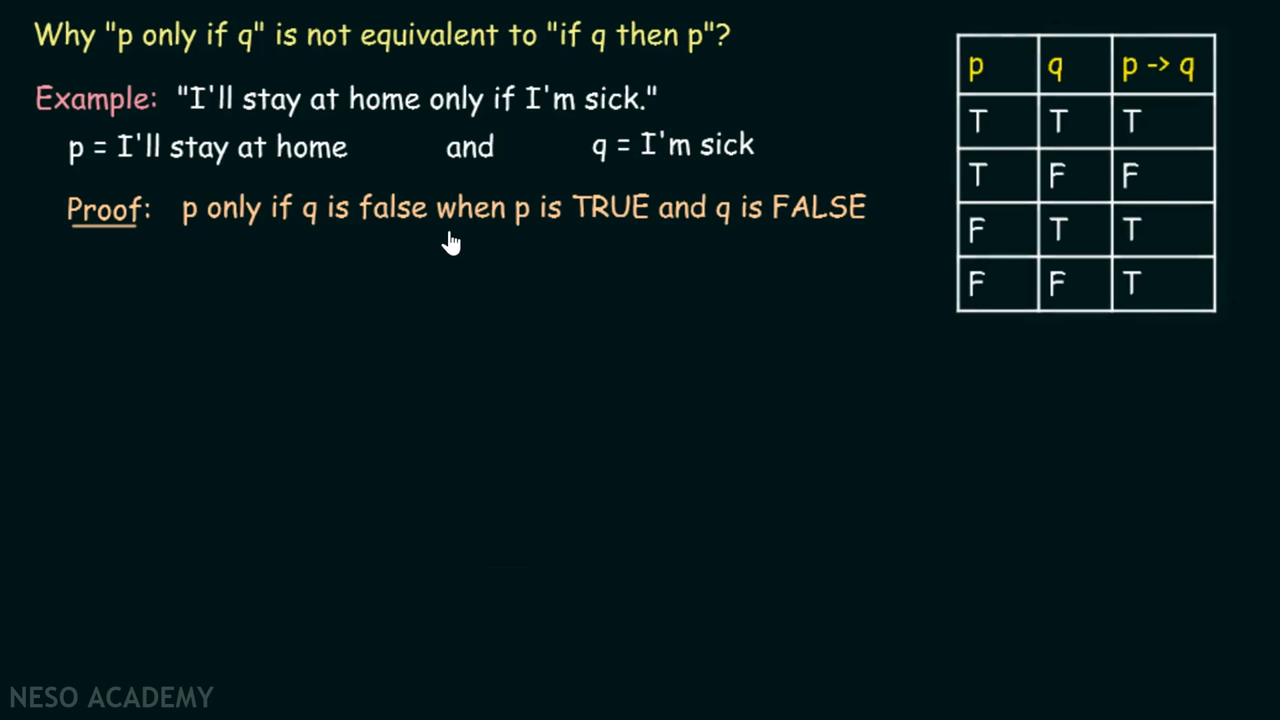 Why "p only if q" is not equivalent to "if q then p"?
Example: "I'll stay at home only if I'm sick."
p = I'll stay at home and q = I'm sick
Proof: p only if q is false when p is TRUE and q is FALSE
p q p -> q
T T T
T F F
F T T
F F T
NESO ACADEMY